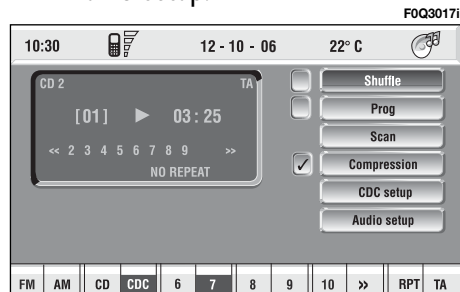 F0Q3017i
10:30 12 - 10 - 06 22° C
CD 2 TA
[01] 03 : 25
<< 2 3 4 5 6 7 8 9 >>
NO REPEAT
Shuffle
Prog
Scan
Compression
CDC setup
Audio setup
FM AM CD CDC 6 7 8 9 10 >> RPT TA